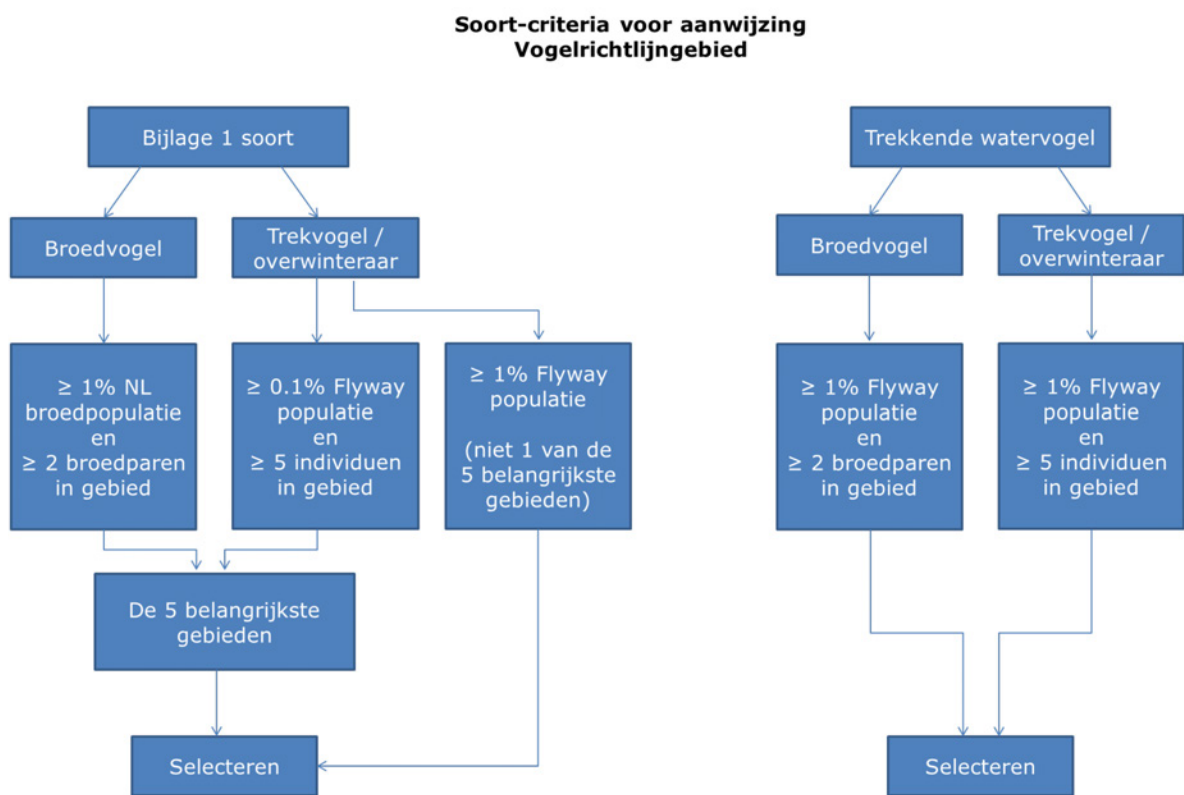 Soort-criteria voor aanwijzing
Vogelrichtlijngebied
Bijlage 1 soort
Broedvogel
Trekvogel /
overwinteraar
≥ 1% NL
broedpopulatie
en
≥ 2 broedparen
in gebied
≥ 0.1% Flyway
populatie
en
≥ 5 individuen
in gebied
≥ 1% Flyway
populatie
(niet 1 van de
5 belangrijkste
gebieden)
De 5 belangrijkste
gebieden
Selecteren
Trekkende watervogel
Broedvogel
Trekvogel /
overwinteraar
≥ 1% Flyway
populatie
en
≥ 2 broedparen
in gebied
≥ 1% Flyway
populatie
en
≥ 5 individuen
in gebied
Selecteren